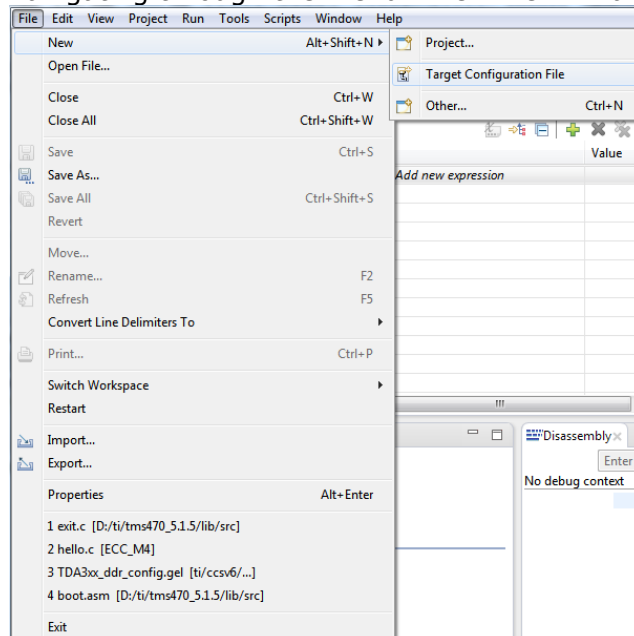 File Edit View Project Run Tools Scripts Window Help
New Alt+Shift+N
Project...
Open File...
Target Configuration File
Close Ctrl+W
Other... Ctrl+N
Close All Ctrl+Shift+W
Value
Save Ctrl+S
Save As...
Add new expression
Save All Ctrl+Shift+S
Revert
Move...
Rename... F2
Refresh F5
Convert Line Delimiters To
Print... Ctrl+P
Switch Workspace
Restart
Import...
Disassembly
Export...
Enter
No debug context
Properties Alt+Enter
1 exit.c [D:/ti/tms470_5.1.5/lib/src]
2 hello.c [ECC_M4]
3 TDA3xx_ddr_config.gel [ti/ccsv6/...]
4 boot.asm [D:/ti/tms470_5.1.5/lib/src]
Exit